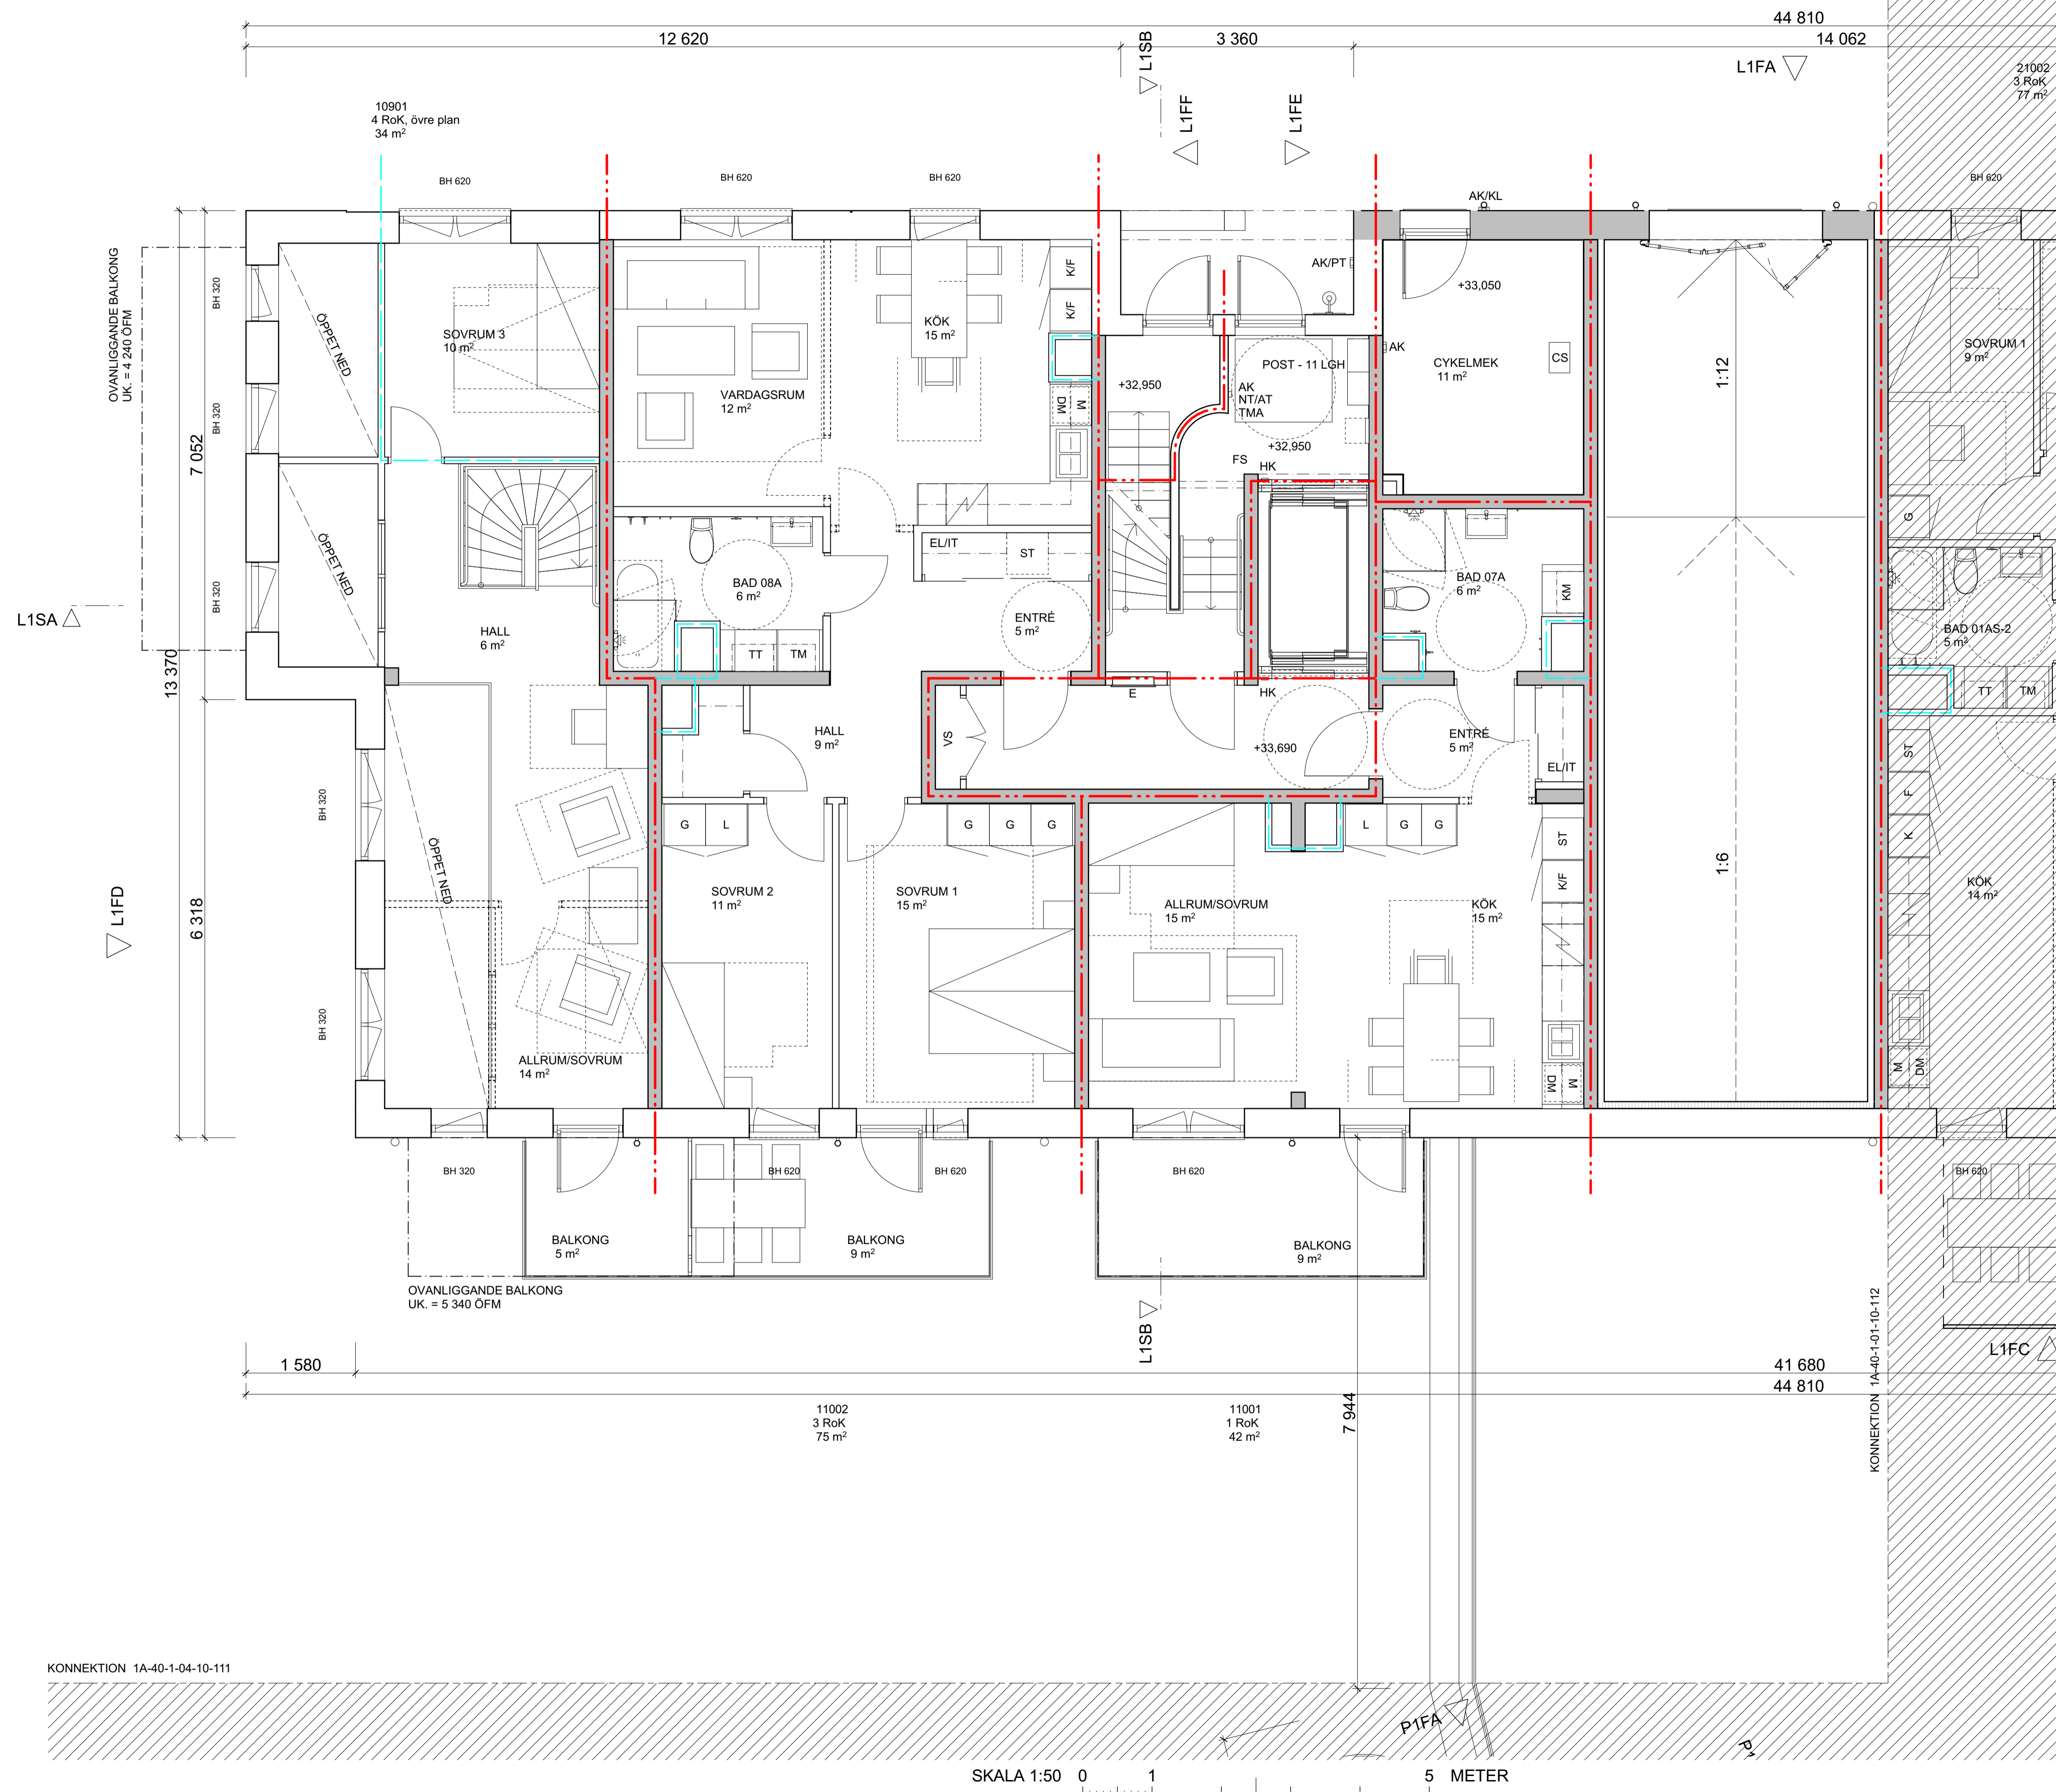 44 810
12 620
3 360
14 062
L1SB
L1FA
21002
3 RoK
77 m²
10901
4 RoK, övre plan
34 m²
L1FF
L1FE
BH 620
BH 620
BH 620
BH 620
AK/KL
OVANLIGGANDE BALKONG
UK. = 4 240 ÖFM
BH 320
BH 320
BH 320
7 052
13 370
6 318
ÖPPET NED
SOVRUM 3
10 m²
VARDAGSRUM
12 m²
KÖK
15 m²
K/F
K/F
DM
M
AK/PT
+33,050
AK
CYKELMEK
11 m²
CS
POST - 11 LGH
+32,950
AK
NT/AT
TMA
+32,950
FS
HK
1:12
SOVRUM 1
9 m²
G
ÖPPET NED
EL/IT
ST
BAD 08A
6 m²
ENTRÉ
5 m²
BAD 07A
6 m²
KM
L1SA
HALL
6 m²
TT
TM
BAD 01AS-2
5 m²
TT
TM
E
HK
VS
HALL
9 m²
+33,690
ENTRÉ
5 m²
EL/IT
ST
F
K
BH 320
G
L
G
G
G
L
G
G
ST
K/F
1:6
ÖPPET NED
L1FD
SOVRUM 2
11 m²
SOVRUM 1
15 m²
ALLRUM/SOVRUM
15 m²
KÖK
15 m²
KÖK
14 m²
BH 320
ALLRUM/SOVRUM
14 m²
DM
M
M
DM
BH 320
BH 620
BH 620
BH 620
BH 620
BALKONG
5 m²
BALKONG
9 m²
BALKONG
9 m²
OVANLIGGANDE BALKONG
UK. = 5 340 ÖFM
L1SB
L1FC
KONNEKTION 1A-40-1-01-10-112
1 580
41 680
44 810
7 944
11002
3 RoK
75 m²
11001
1 RoK
42 m²
KONNEKTION 1A-40-1-04-10-111
P1FA
SKALA 1:50 0 1 5 METER